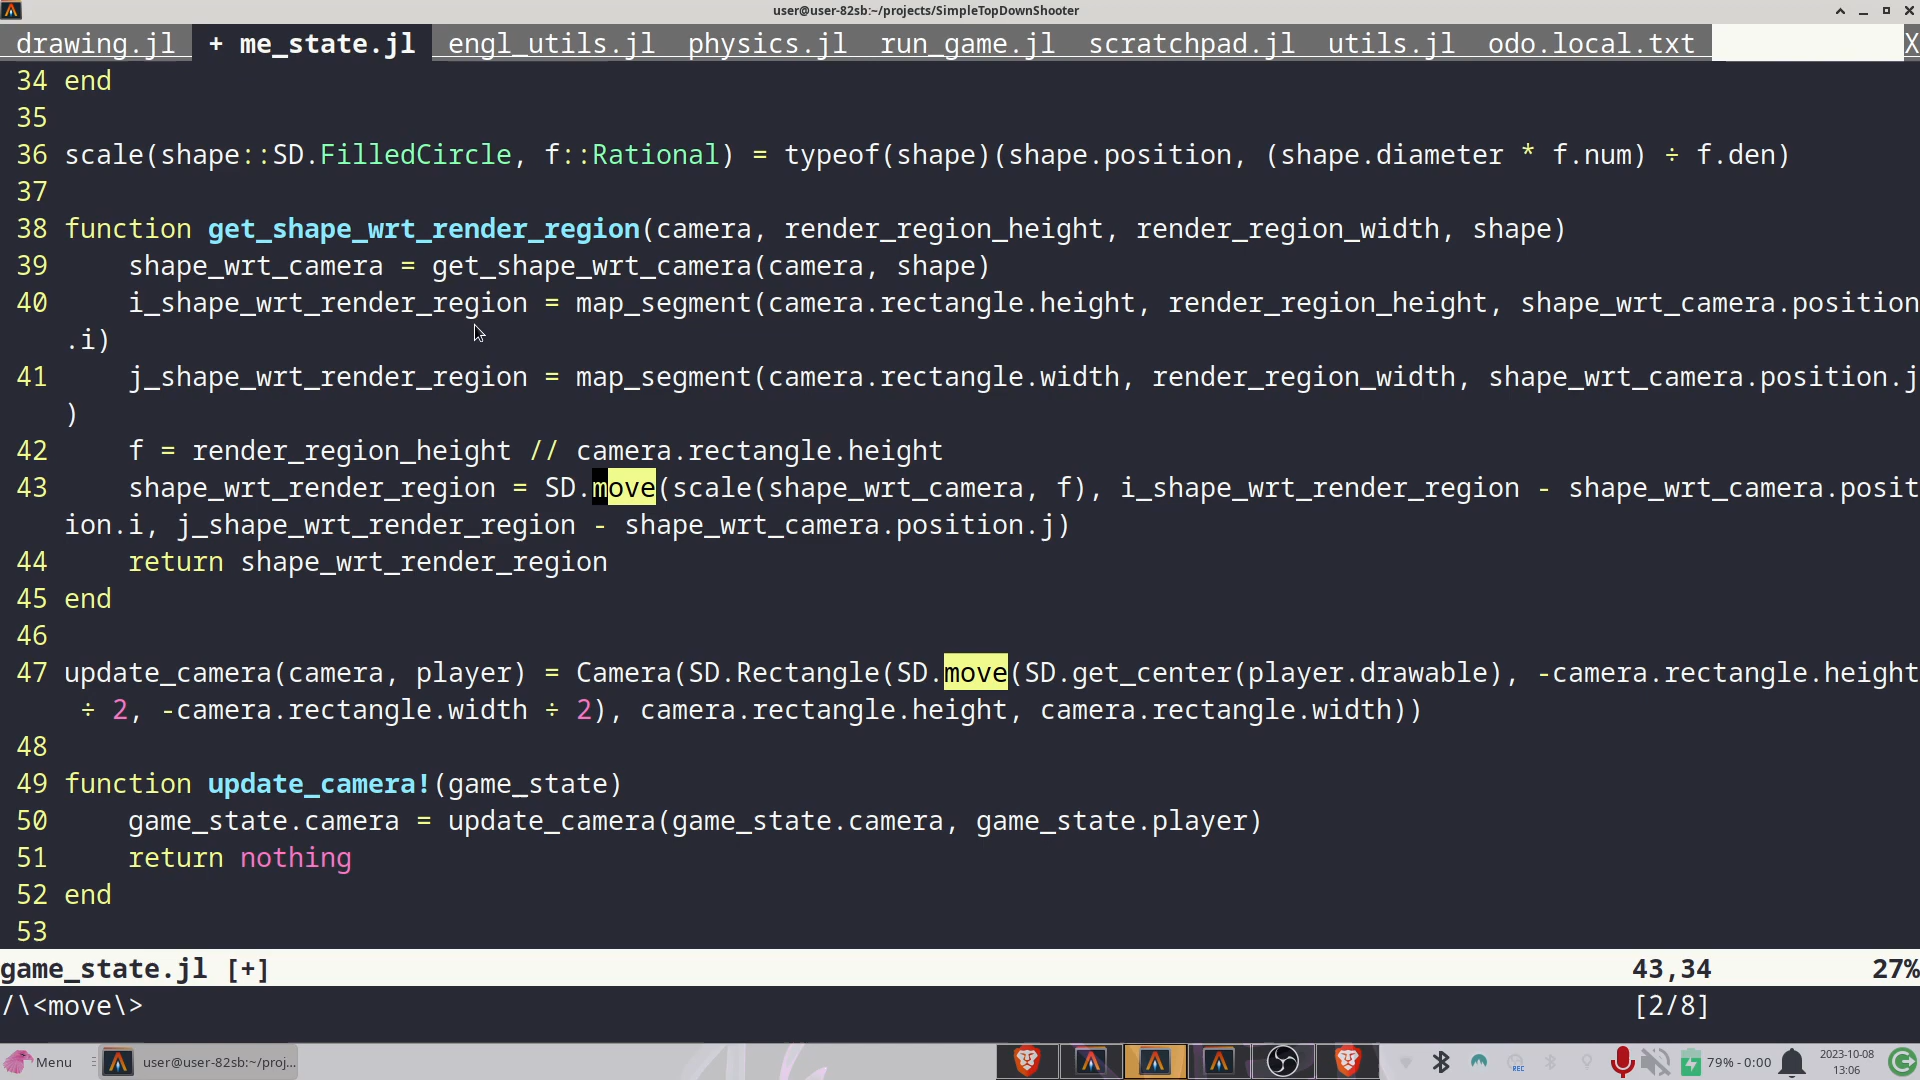 user@user-82sb:~/projects/SimpleTopDownShooter
drawing.jl + me_state.jl engl_utils.jl physics.jl run_game.jl scratchpad.jl utils.jl odo.local.txt X
34 end
35
36 scale(shape::SD.FilledCircle, f::Rational) = typeof(shape)(shape.position, (shape.diameter * f.num) ÷ f.den)
37
38 function get_shape_wrt_render_region(camera, render_region_height, render_region_width, shape)
39     shape_wrt_camera = get_shape_wrt_camera(camera, shape)
40     i_shape_wrt_render_region = map_segment(camera.rectangle.height, render_region_height, shape_wrt_camera.position
.i)
41     j_shape_wrt_render_region = map_segment(camera.rectangle.width, render_region_width, shape_wrt_camera.position.j
)
42     f = render_region_height // camera.rectangle.height
43     shape_wrt_render_region = SD.move(scale(shape_wrt_camera, f), i_shape_wrt_render_region - shape_wrt_camera.posit
ion.i, j_shape_wrt_render_region - shape_wrt_camera.position.j)
44     return shape_wrt_render_region
45 end
46
47 update_camera(camera, player) = Camera(SD.Rectangle(SD.move(SD.get_center(player.drawable), -camera.rectangle.height
 ÷ 2, -camera.rectangle.width ÷ 2), camera.rectangle.height, camera.rectangle.width))
48
49 function update_camera!(game_state)
50     game_state.camera = update_camera(game_state.camera, game_state.player)
51     return nothing
52 end
53
game_state.jl [+] 43,34 27%
/\<move\> [2/8]
Menu user@user-82sb:~/proj... REC 79% - 0:00 2023-10-08
13:06